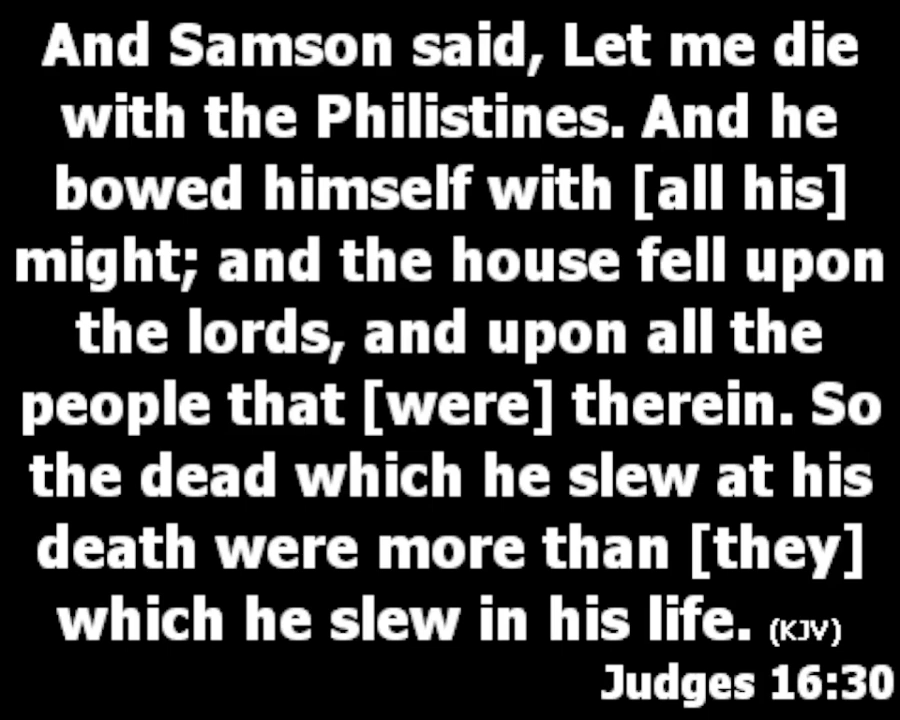 And Samson said, Let me die
with the Philistines. And he
bowed himself with [all his]
might; and the house fell upon
the lords, and upon all the
people that [were] therein. So
the dead which he slew at his
death were more than [they]
which he slew in his life. (KJV)
Judges 16:30